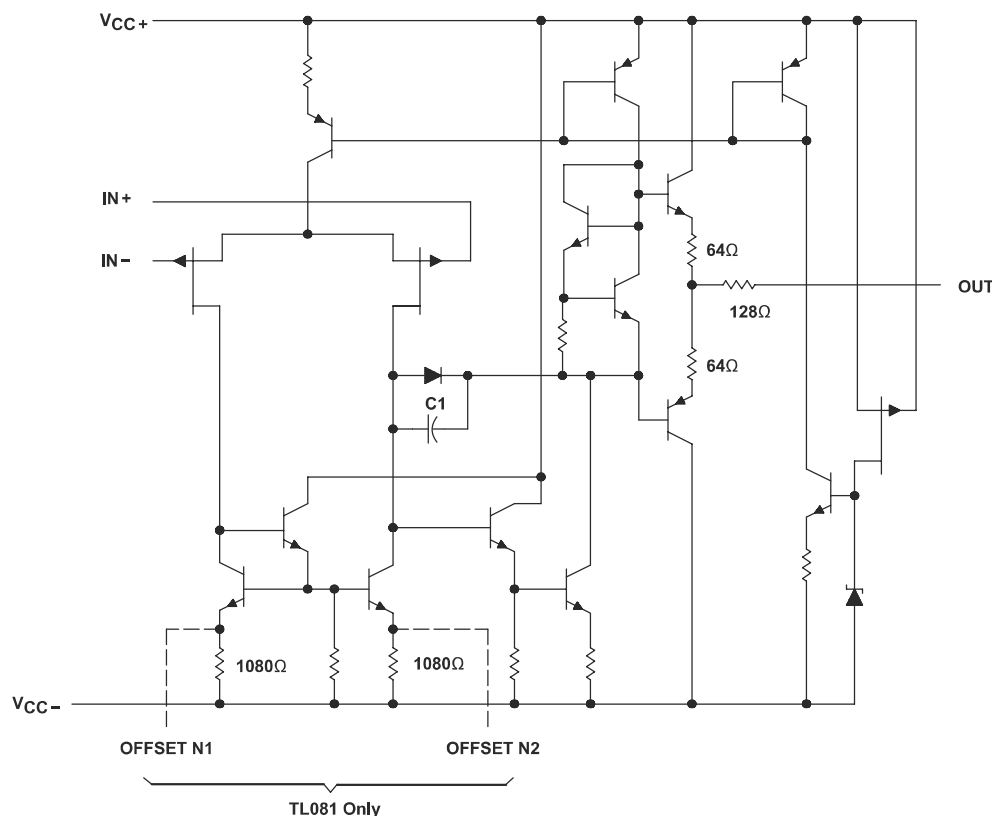 VCC+
IN+
IN−
64Ω
OUT
128Ω
64Ω
C1
1080Ω
1080Ω
VCC−
OFFSET N1
OFFSET N2
TL081 Only